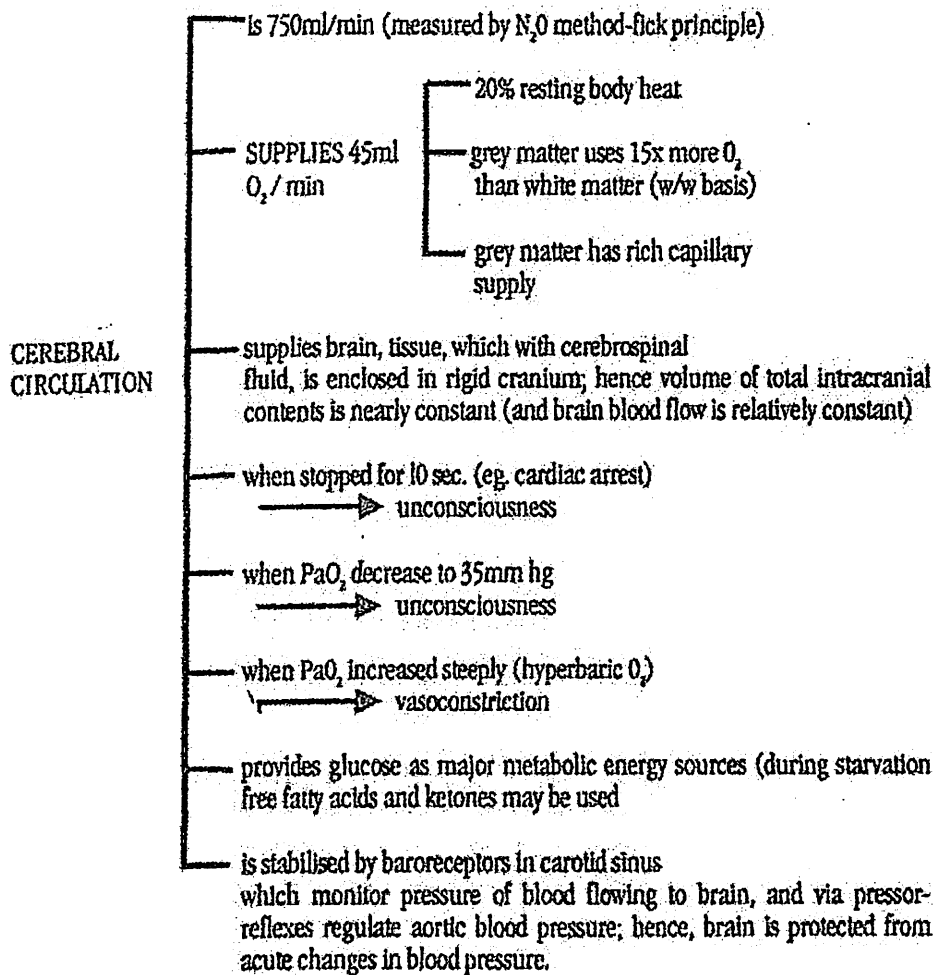 is 750ml/min (measured by N₂O method-fick principle)
20% resting body heat
SUPPLIES 45ml
O₂/ min
grey matter uses 15x more O₂
than white matter (w/w basis)
grey matter has rich capillary
supply
CEREBRAL
CIRCULATION
supplies brain, tissue, which with cerebrospinal
fluid, is enclosed in rigid cranium; hence volume of total intracranial
contents is nearly constant (and brain blood flow is relatively constant)
when stopped for 10 sec. (eg. cardiac arrest)
unconsciousness
when PaO₂ decrease to 35mm hg
unconsciousness
when PaO₂ increased steeply (hyperbaric O₂)
vasoconstriction
provides glucose as major metabolic energy sources (during starvation
free fatty acids and ketones may be used
is stabilised by baroreceptors in carotid sinus
which monitor pressure of blood flowing to brain, and via pressor-
reflexes regulate aortic blood pressure; hence, brain is protected from
acute changes in blood pressure.